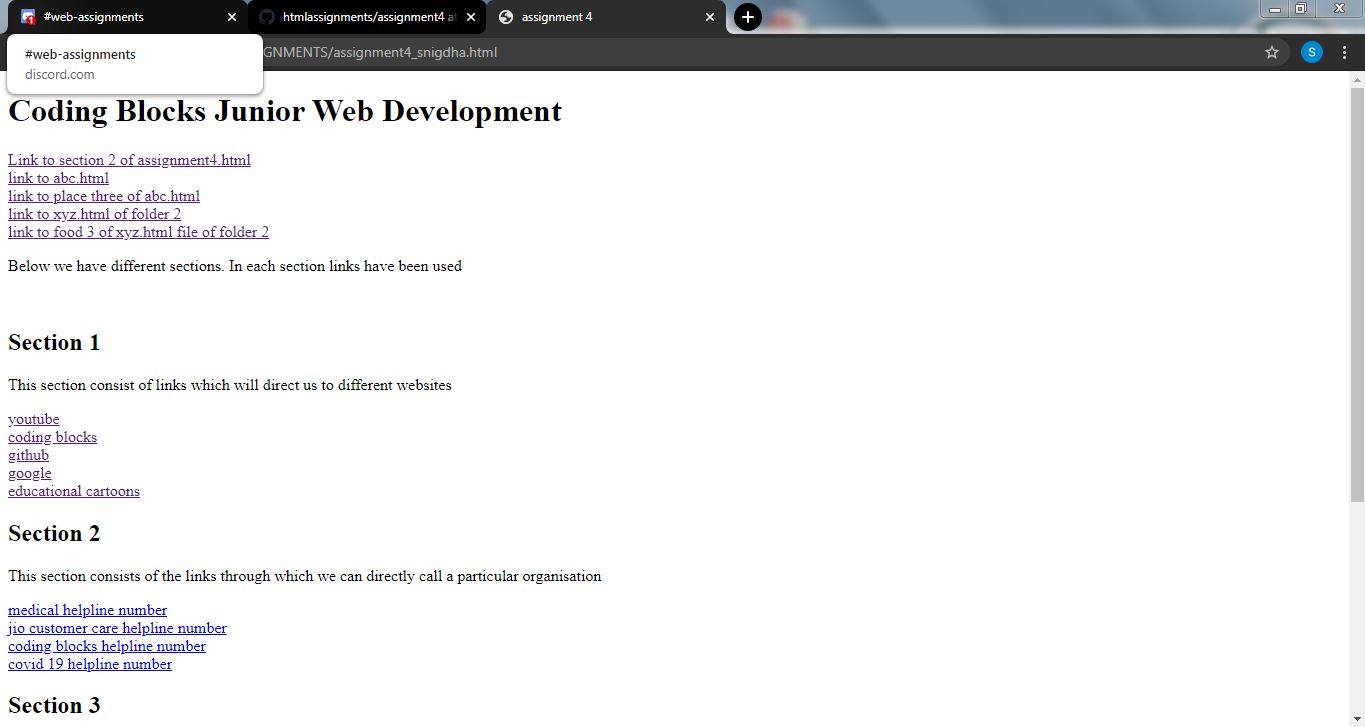 #web-assignments
htmlassignments/assignment4 at
assignment 4
#web-assignments
discord.com
GNMENTS/assignment4_snigdha.html
S
Coding Blocks Junior Web Development
Link to section 2 of assignment4.html
link to abc.html
link to place three of abc.html
link to xyz.html of folder 2
link to food 3 of xyz.html file of folder 2
Below we have different sections. In each section links have been used
Section 1
This section consist of links which will direct us to different websites
youtube
coding blocks
github
google
educational cartoons
Section 2
This section consists of the links through which we can directly call a particular organisation
medical helpline number
jio customer care helpline number
coding blocks helpline number
covid 19 helpline number
Section 3